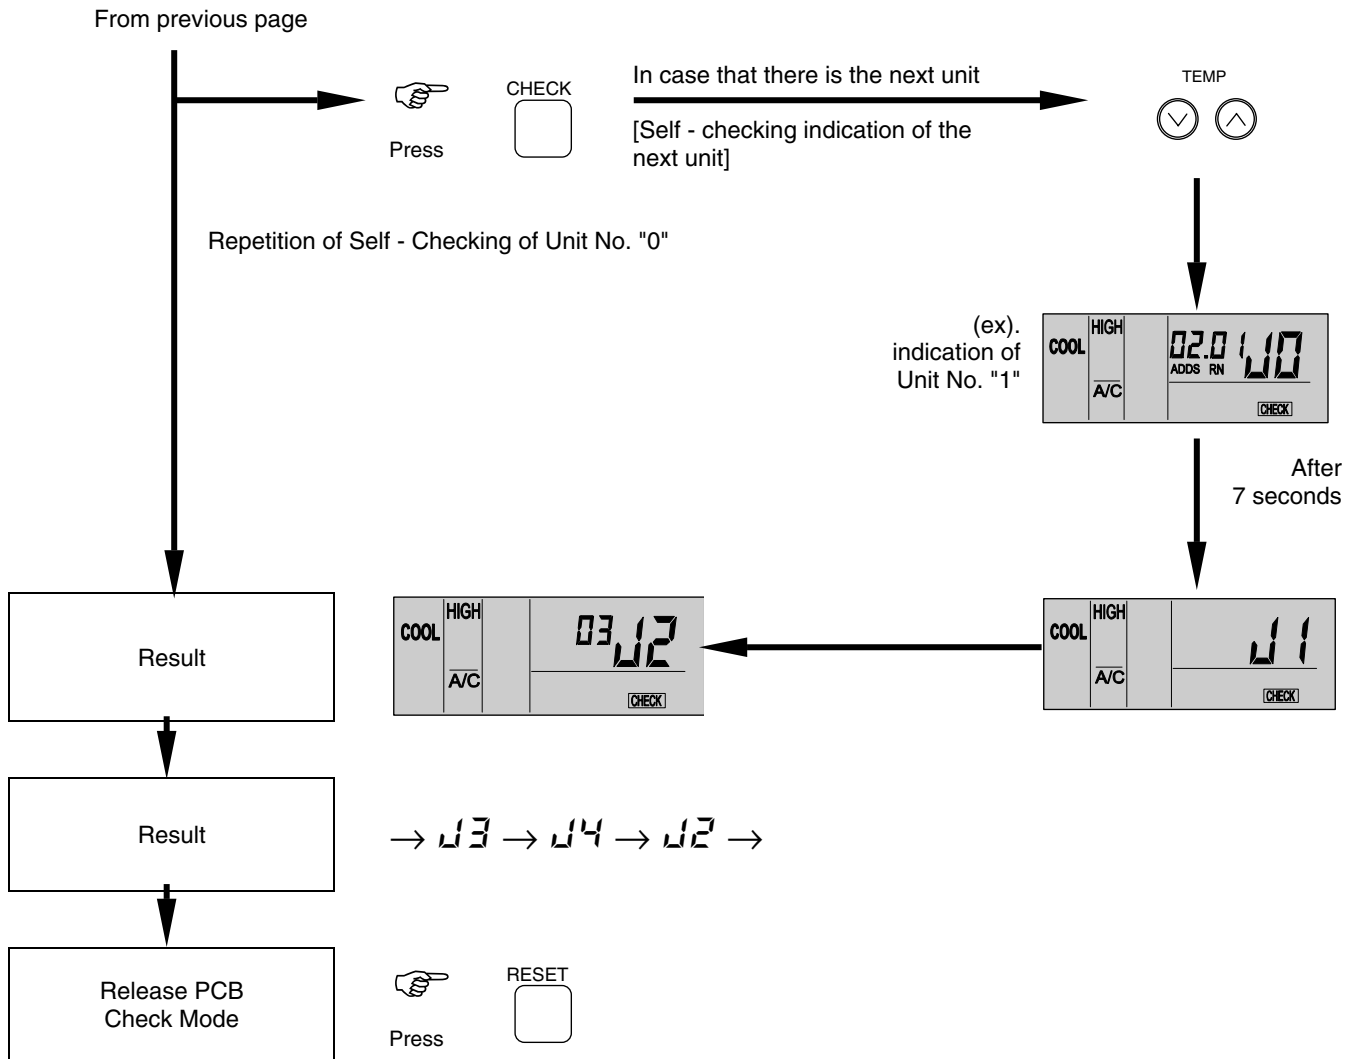 From previous page
CHECK
Press
In case that there is the next unit
[Self - checking indication of the
next unit]
TEMP
Repetition of Self - Checking of Unit No. "0"
(ex).
indication of
Unit No. "1"
COOL
HIGH
A/C
02.01 J0
ADDS RN
CHECK
After
7 seconds
Result
COOL
HIGH
A/C
03 J2
CHECK
COOL
HIGH
A/C
J1
CHECK
Result
→ J3 → J4 → J2 →
Release PCB
Check Mode
Press
RESET